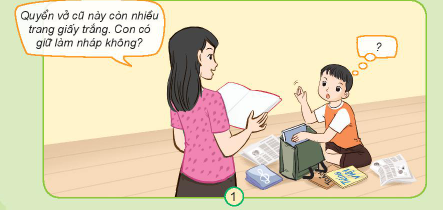 Quyển vở cũ này còn nhiều
trang giấy trắng. Con có
giữ làm nháp không?
?
1